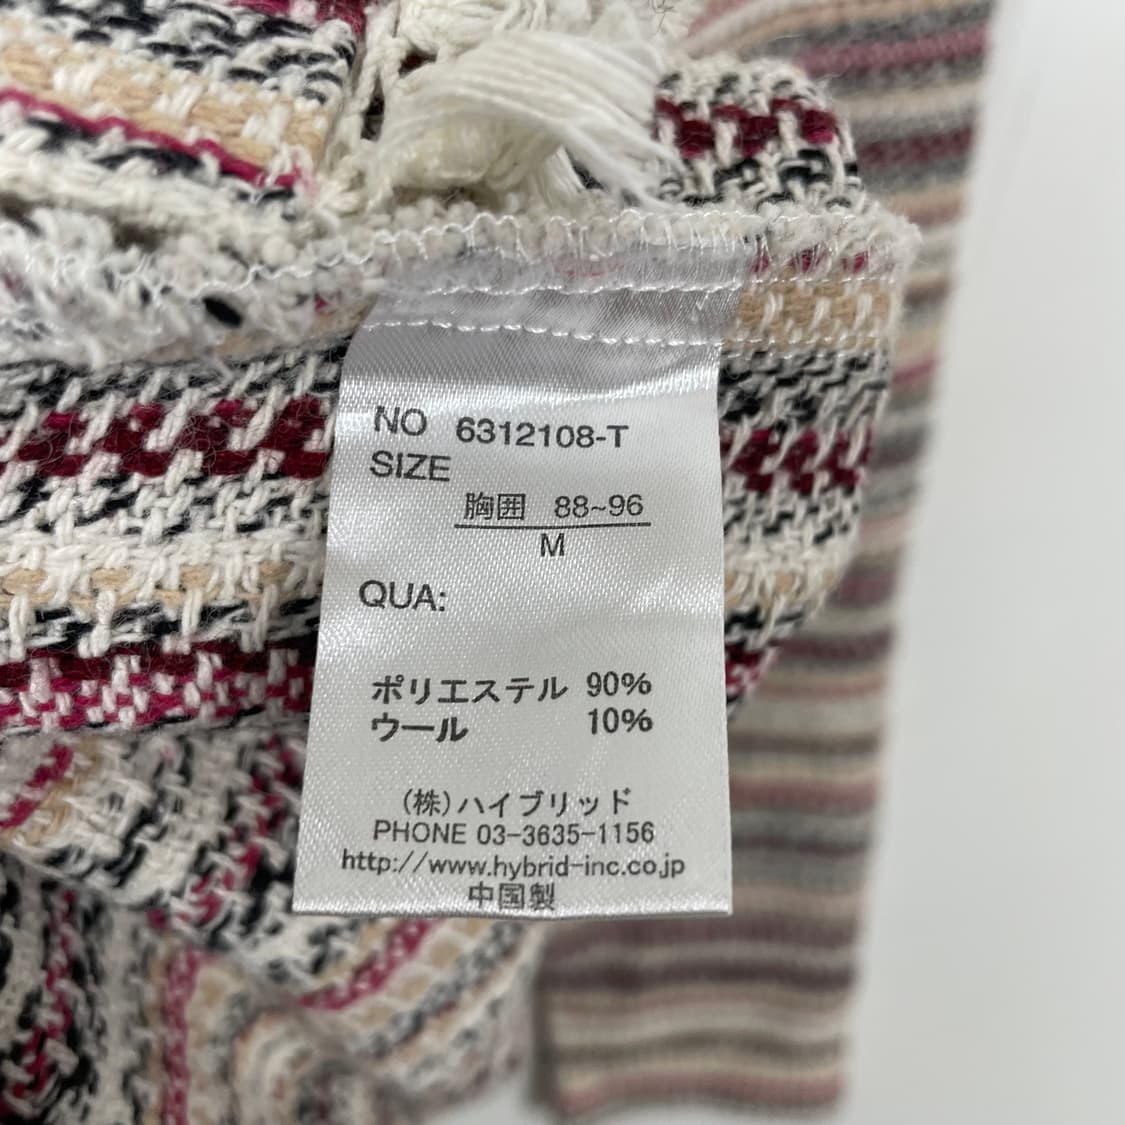 NO 6312108-T
SIZE
胸囲 88~96
M
QUA:
ポリエステル 90%
ウール 10%
(株)ハイブリッド
PHONE 03-3635-1156
http://www.hybrid-inc.co.jp
中国製